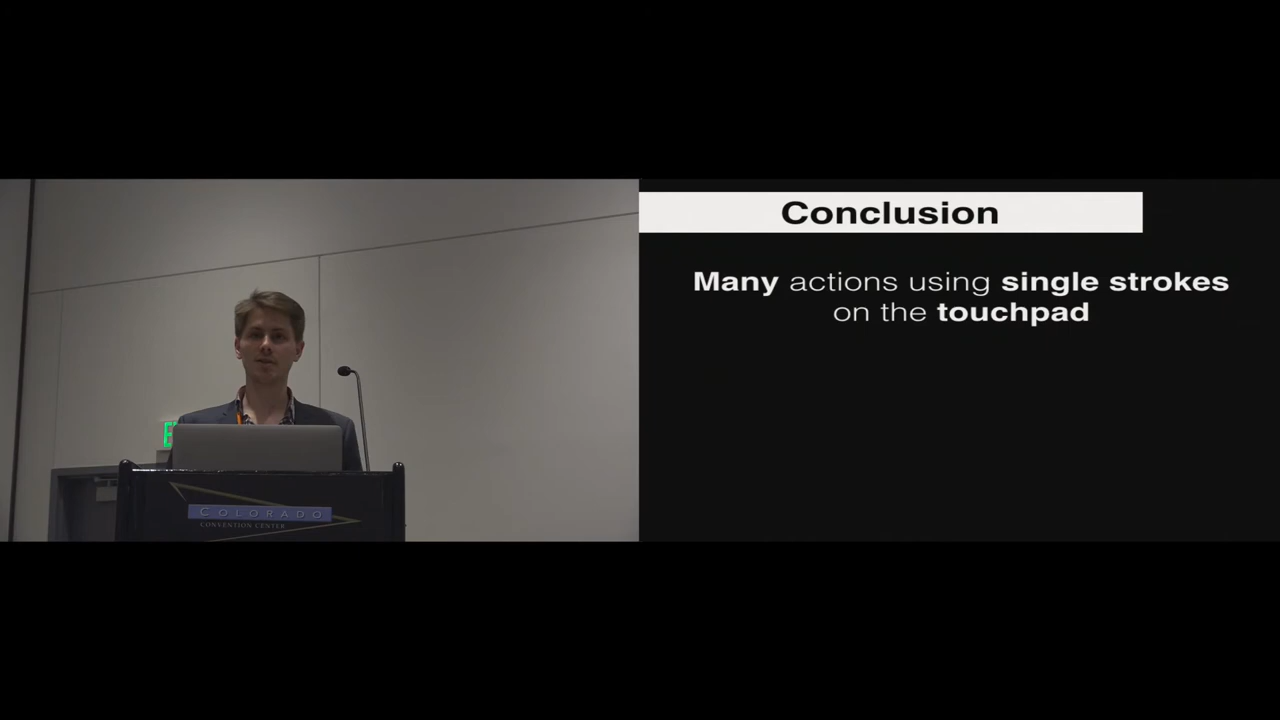 COLORADO
CONVENTION CENTER
Conclusion
Many actions using single strokes
on the touchpad